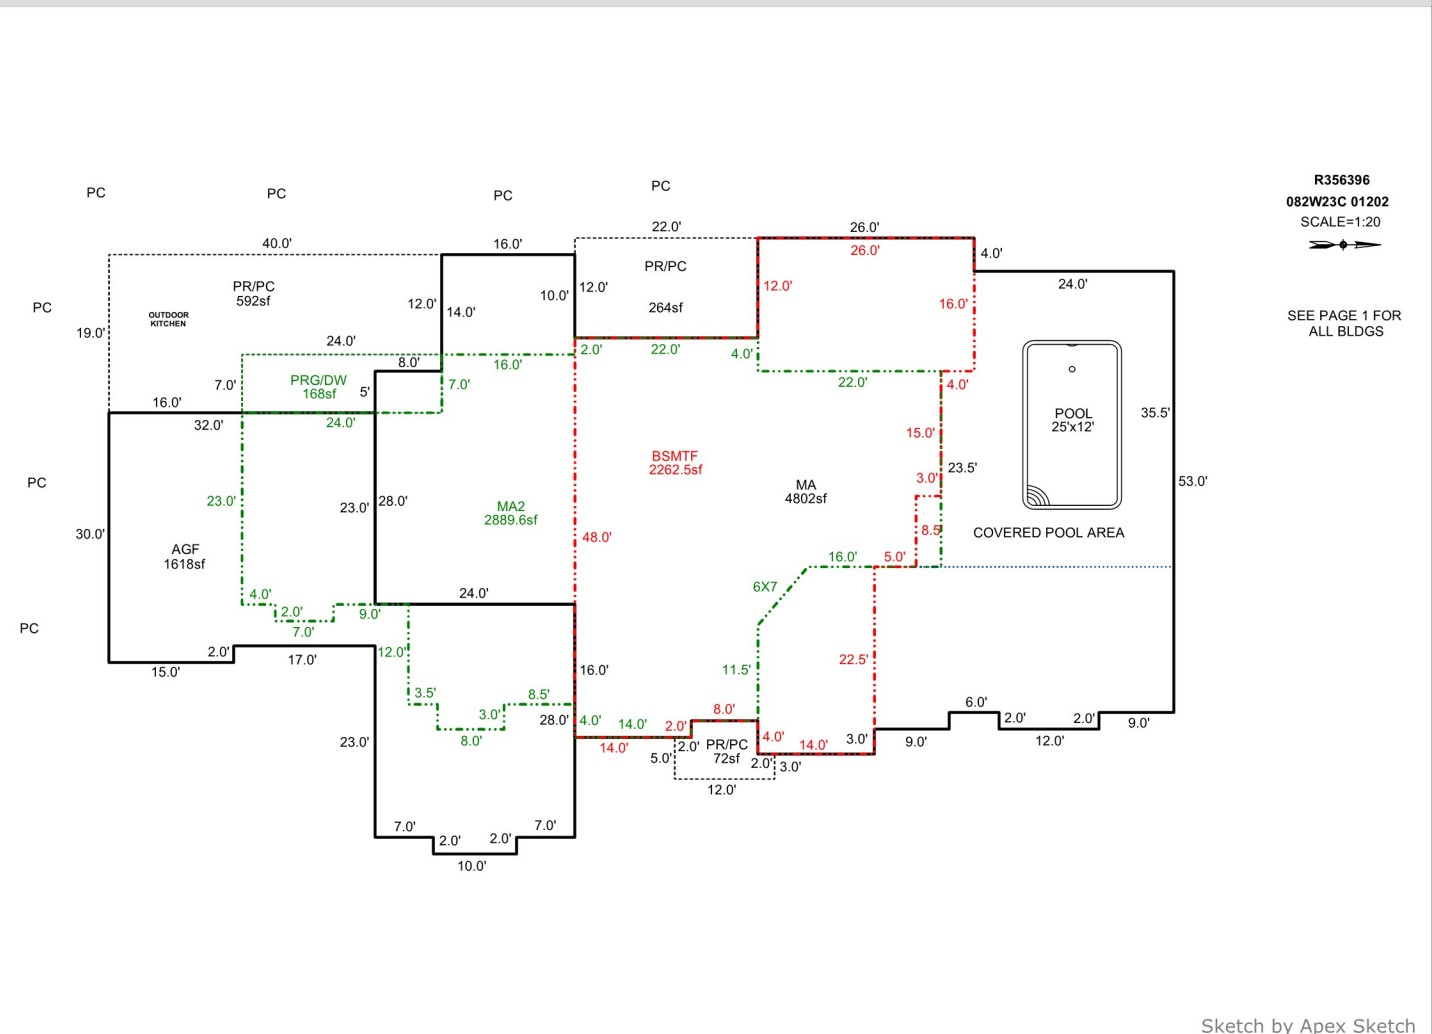 PC
PC
PC
PC
R356396
082W23C 01202
SCALE=1:20
SEE PAGE 1 FOR
ALL BLDGS
22.0'
26.0'
40.0'
16.0'
26.0'
4.0'
PR/PC
264sf
PR/PC
592sf
24.0'
PC
12.0'
14.0'
10.0'
12.0'
12.0'
16.0'
OUTDOOR
KITCHEN
19.0'
24.0'
2.0'
22.0'
4.0'
8.0'
16.0'
PRG/DW
168sf
7.0'
5'
7.0'
22.0'
4.0'
16.0'
32.0'
24.0'
POOL
25'x12'
35.5'
15.0'
BSMTF
2262.5sf
23.5'
3.0'
MA
4802sf
53.0'
PC
23.0'
23.0'
28.0'
MA2
2889.6sf
30.0'
48.0'
8.5'
COVERED POOL AREA
AGF
1618sf
16.0'
5.0'
6X7
4.0'
24.0'
2.0'
9.0'
7.0'
PC
2.0'
17.0'
12.0'
15.0'
16.0'
11.5'
22.5'
3.5'
8.5'
3.0'
28.0'
8.0'
4.0'
14.0'
14.0'
2.0'
8.0'
2.0'
4.0'
14.0'
3.0'
6.0'
9.0'
2.0'
12.0'
2.0'
9.0'
23.0'
5.0'
PR/PC
72sf
2.0'
3.0'
12.0'
7.0'
2.0'
2.0'
7.0'
10.0'
Sketch by Apex Sketch